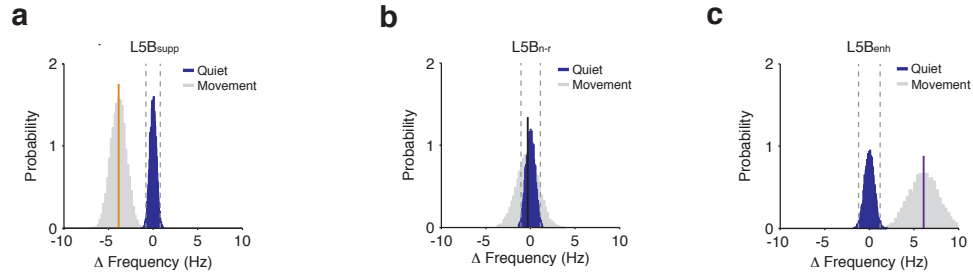 a
b
c
L5Bsupp
L5Bn-r
L5Benh
2
1
0
Probability
Quiet
Movement
-10
-5
0
5
10
Δ Frequency (Hz)
2
1
0
Probability
Quiet
Movement
-10
-5
0
5
10
Δ Frequency (Hz)
2
1
0
Probability
Quiet
Movement
-10
-5
0
5
10
Δ Frequency (Hz)